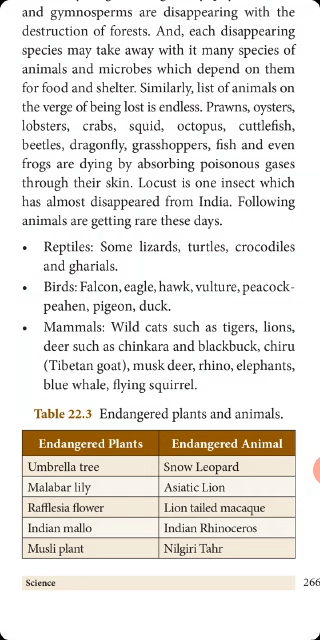 and gymnosperms are disappearing with the
destruction of forests. And, each disappearing
species may take away with it many species of
animals and microbes which depend on them
for food and shelter. Similarly, list of animals on
the verge of being lost is endless. Prawns, oysters,
lobsters, crabs, squid, octopus, cuttlefish,
beetles, dragonfly, grasshoppers, fish and even
frogs are dying by absorbing poisonous gases
through their skin. Locust is one insect which
has almost disappeared from India. Following
animals are getting rare these days.
• Reptiles: Some lizards, turtles, crocodiles
and gharials.
• Birds: Falcon, eagle, hawk, vulture, peacock-
peahen, pigeon, duck.
• Mammals: Wild cats such as tigers, lions,
deer such as chinkara and blackbuck, chiru
(Tibetan goat), musk deer, rhino, elephants,
blue whale, flying squirrel.
Table 22.3 Endangered plants and animals.
Endangered Plants Endangered Animal
Umbrella tree Snow Leopard
Malabar lily Asiatic Lion
Rafflesia flower Lion tailed macaque
Indian mallo Indian Rhinoceros
Musli plant Nilgiri Tahr
Science 266